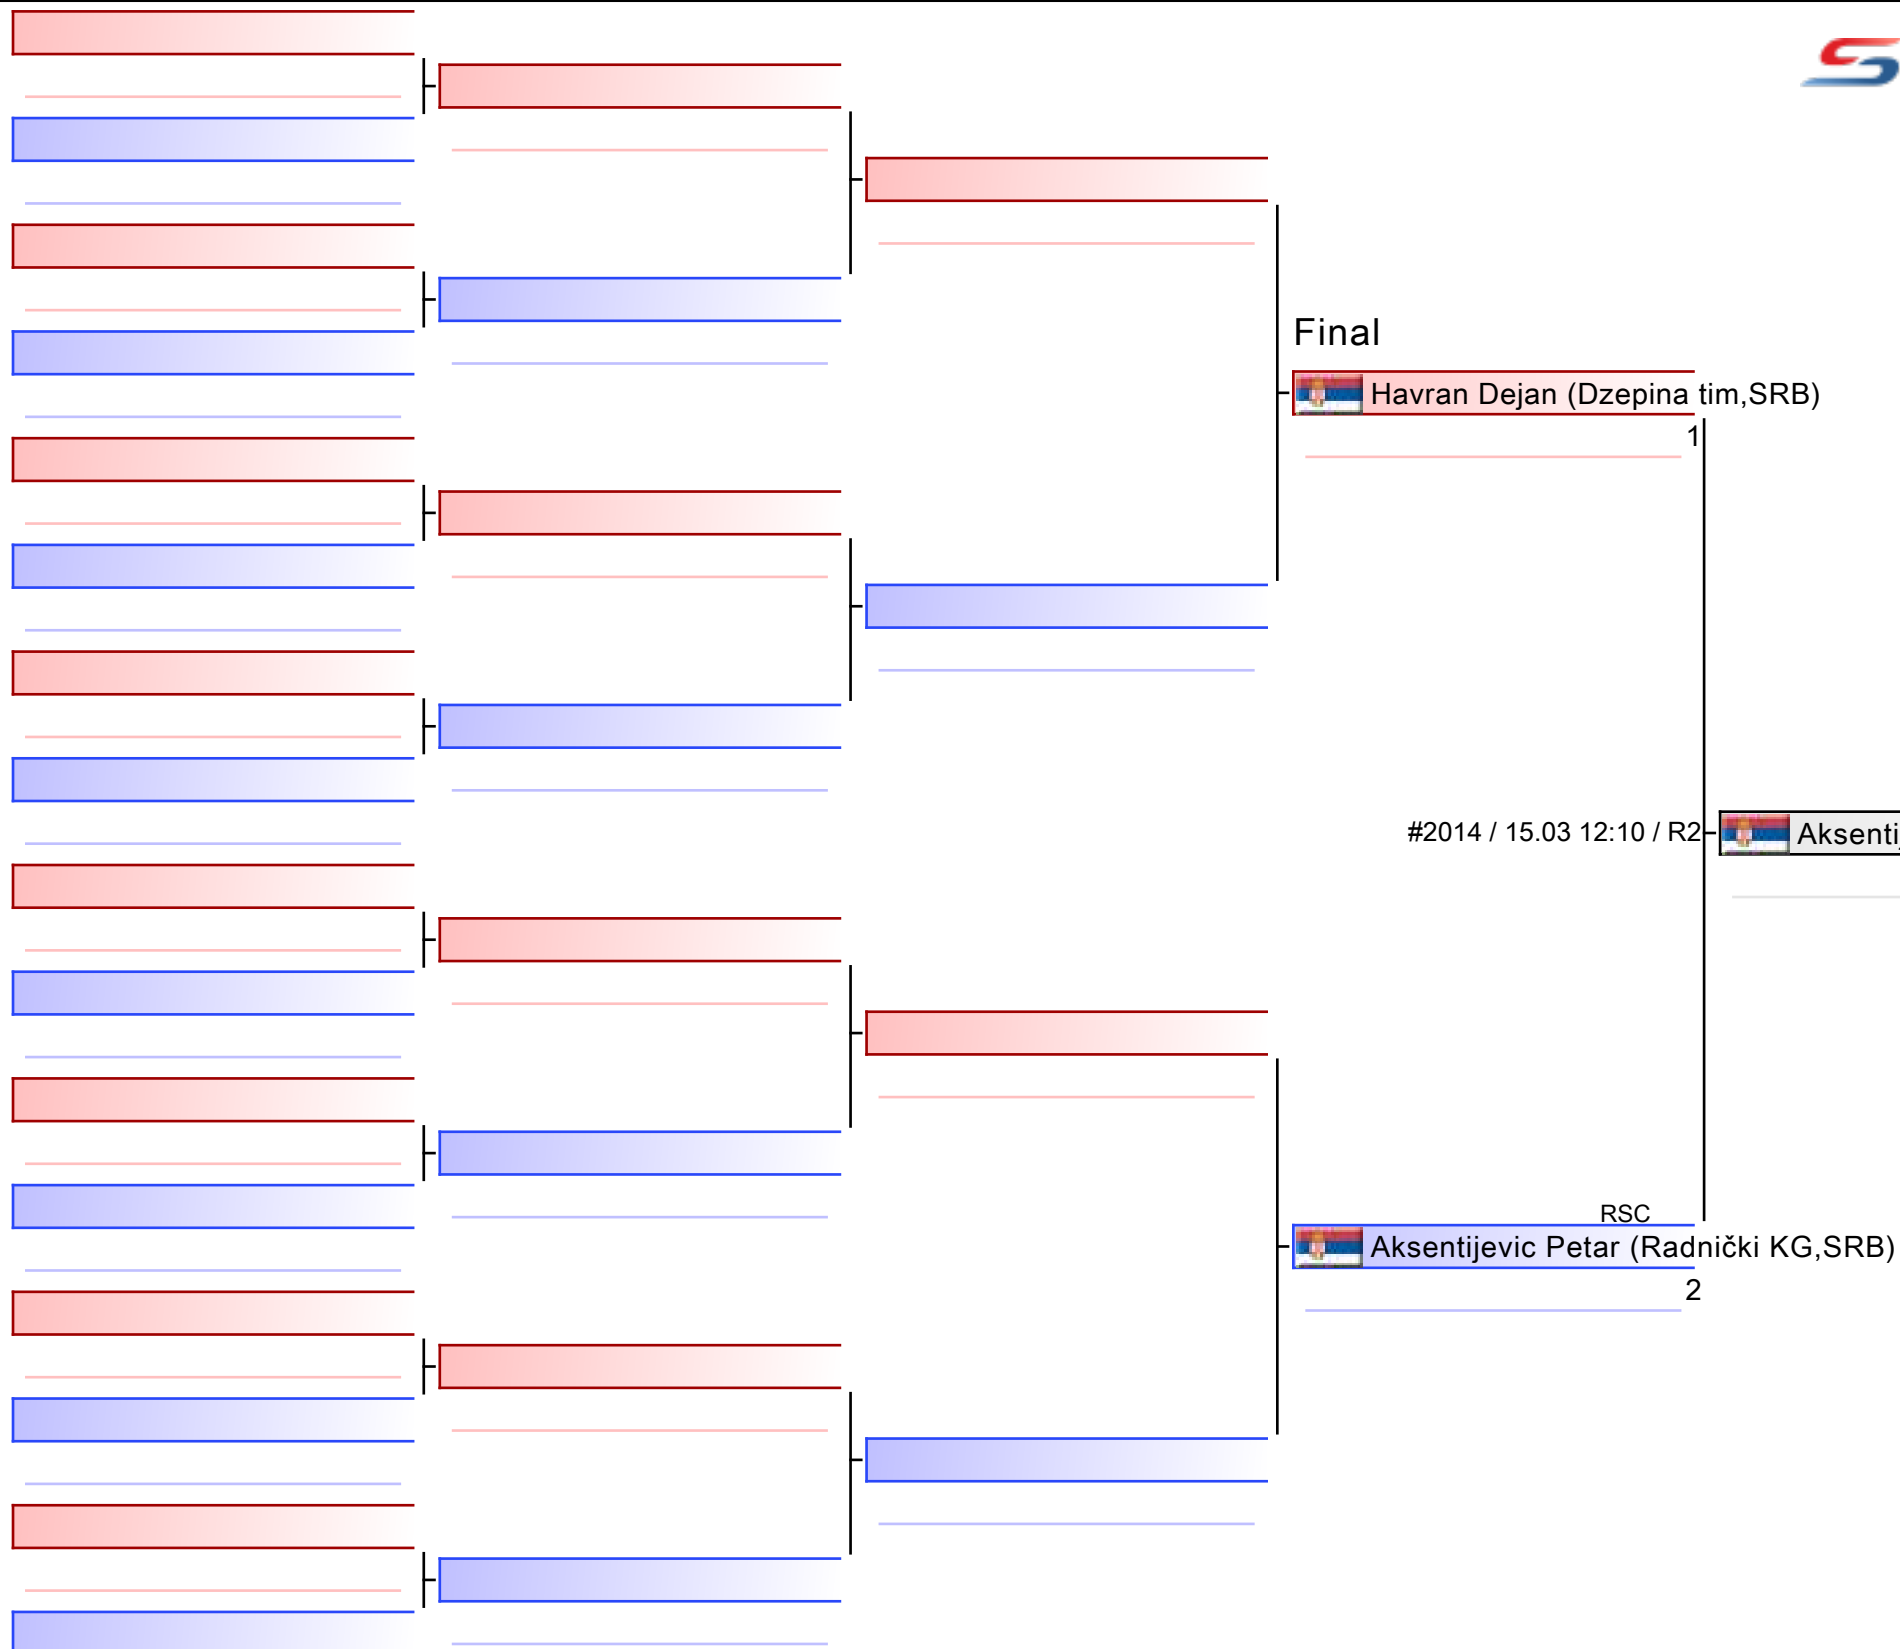 Final
Havran Dejan (Dzepina tim,SRB)
1
#2014 / 15.03 12:10 / R2
RSC
Aksentijevic Petar (Radnički KG,SRB)
2